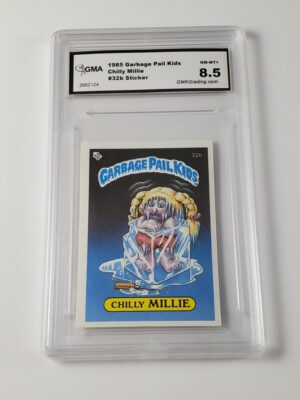 GMA
2662124
1985 Garbage Pail Kids
Chilly Millie
#32b Sticker
NM-MT+
8.5
GMAGrading.com
GARBAGE PAIL KIDS
32b
CHILLY MILLIE